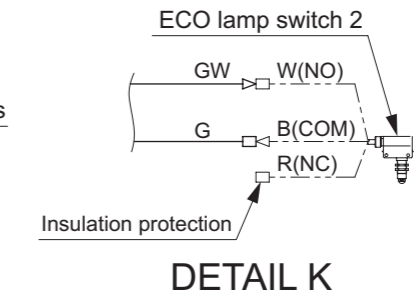 ECO lamp switch 2
GW W(NO)
s
G B(COM)
R(NC)
Insulation protection
DETAIL K